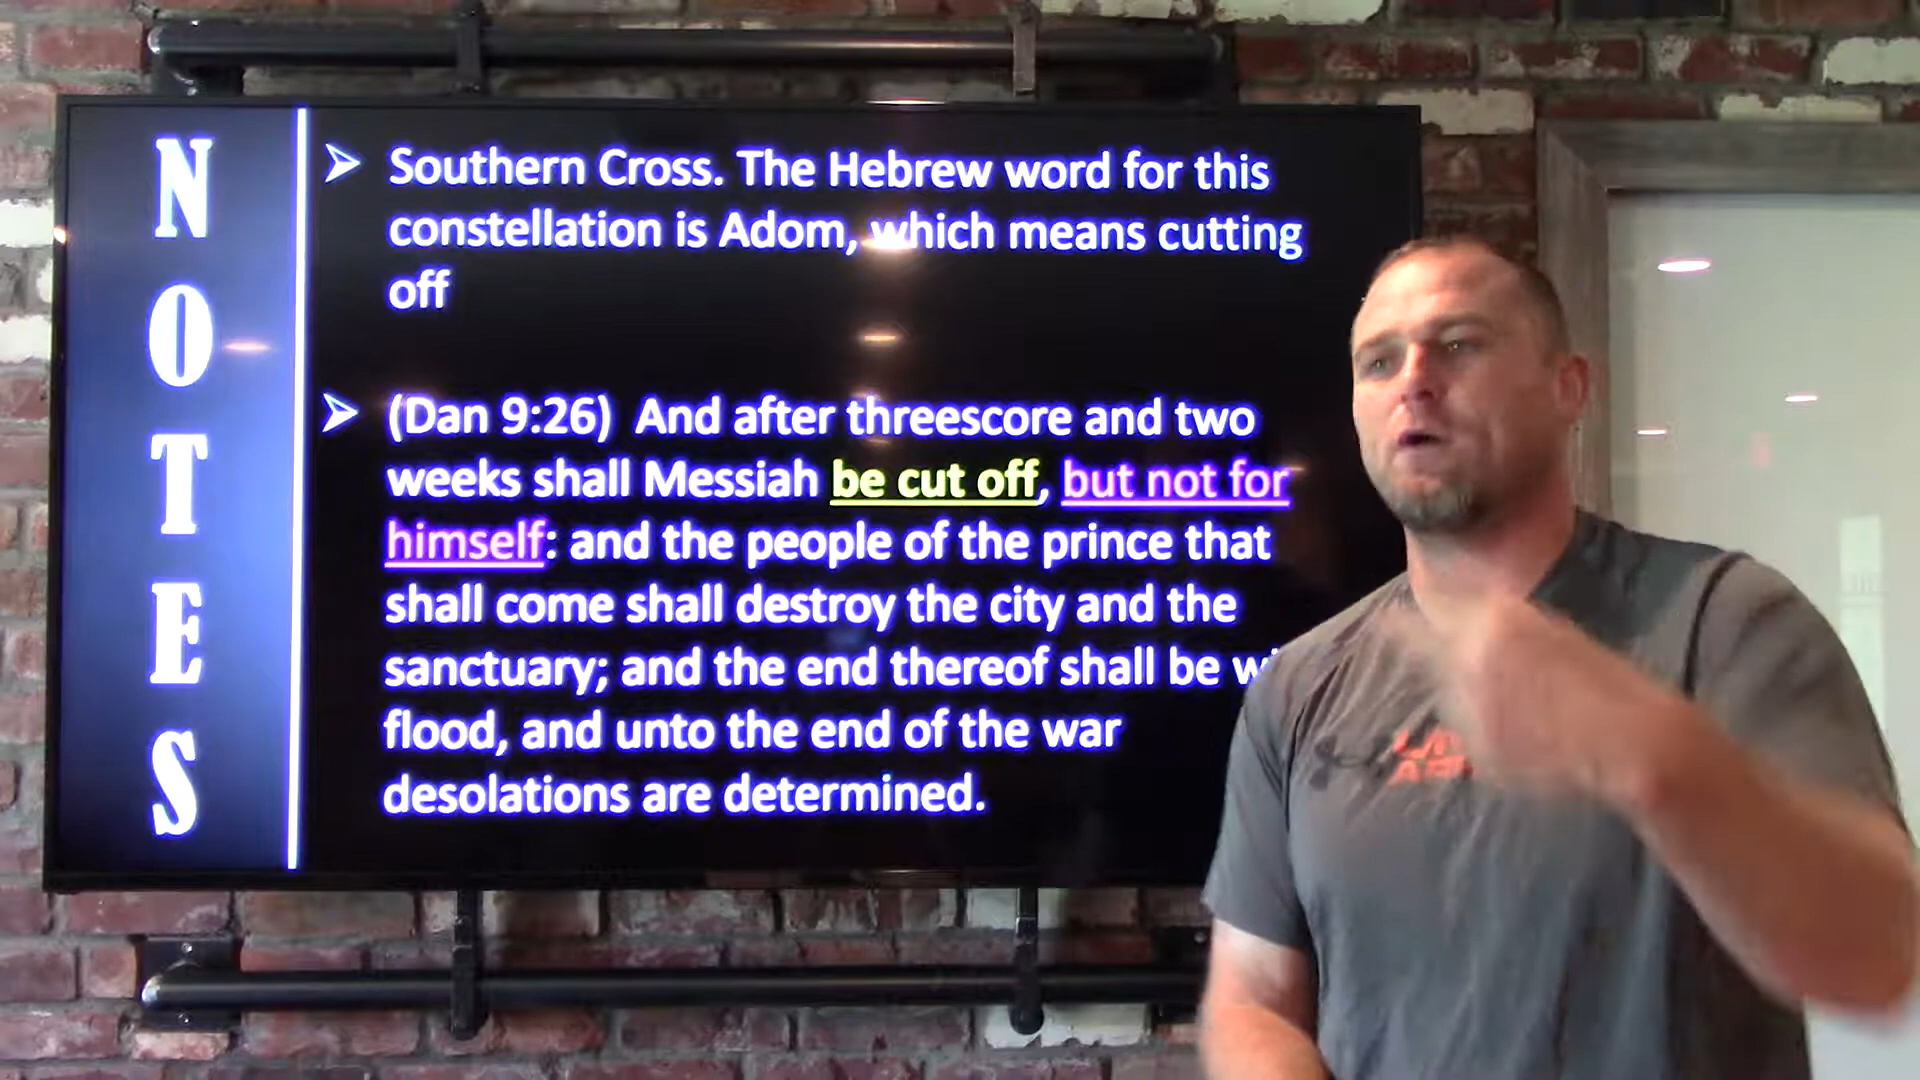 NOTES
Southern Cross. The Hebrew word for this
constellation is Adom, which means cutting
off
(Dan 9:26) And after threescore and two
weeks shall Messiah be cut off, but not for
himself: and the people of the prince that
shall come shall destroy the city and the
sanctuary; and the end thereof shall be
flood, and unto the end of the war
desolations are determined.